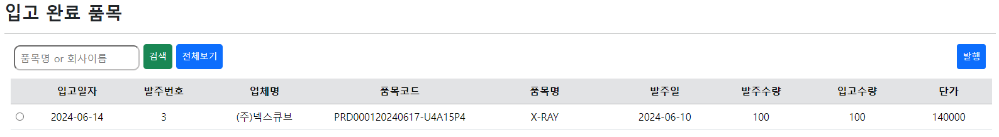 입고 완료 품목
품목명 or 회사이름 검색 전체보기 발행
입고일자 발주번호 업체명 품목코드 품목명 발주일 발주수량 입고수량 단가
2024-06-14 3 (주)넥스큐브 PRD000120240617-U4A15P4 X-RAY 2024-06-10 100 100 140000